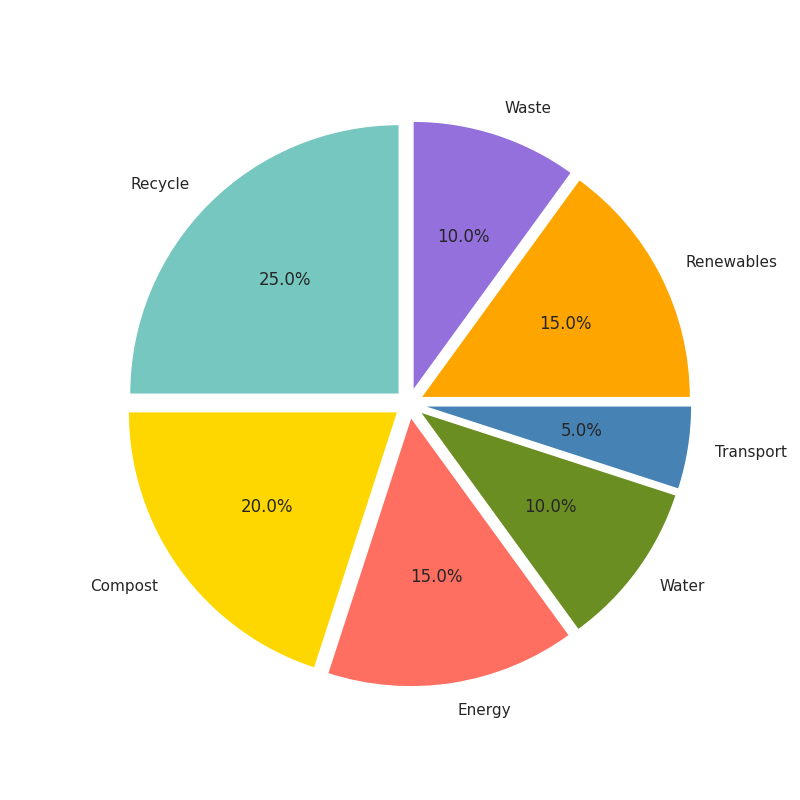 Waste
Recycle
10.0%
Renewables
25.0%
15.0%
5.0%
Transport
20.0%
10.0%
15.0%
Compost
Water
Energy